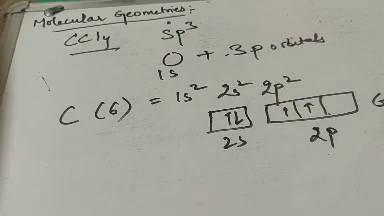 Molecular Geometries:-
CCl4 sp³
1s + 3p orbitals
C (6) = 1s² 2s² 2p²
↑↓ ↑ ↑
2s 2p